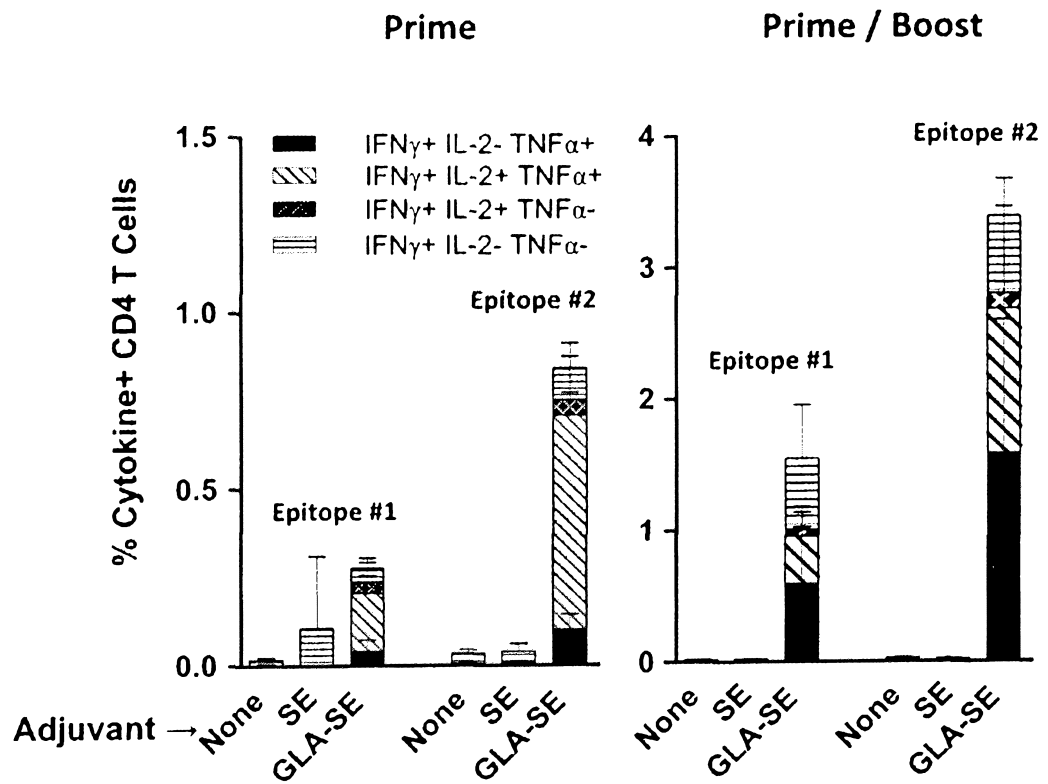 Prime
Prime / Boost
% Cytokine+ CD4 T Cells
1.5
1.0
0.5
0.0
IFNγ+ IL-2- TNFα+
IFNγ+ IL-2+ TNFα+
IFNγ+ IL-2+ TNFα-
IFNγ+ IL-2- TNFα-
Epitope #1
Epitope #2
4
3
2
1
0
Epitope #1
Epitope #2
Adjuvant →
None
SE
GLA-SE
None
SE
GLA-SE
None
SE
GLA-SE
None
SE
GLA-SE